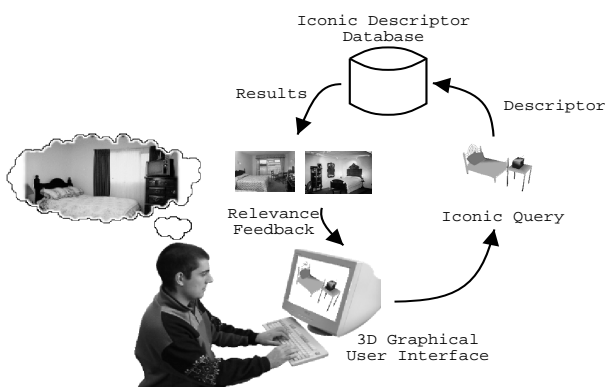 Iconic Descriptor
Database
Results
Descriptor
Relevance
Feedback
Iconic Query
3D Graphical
User Interface